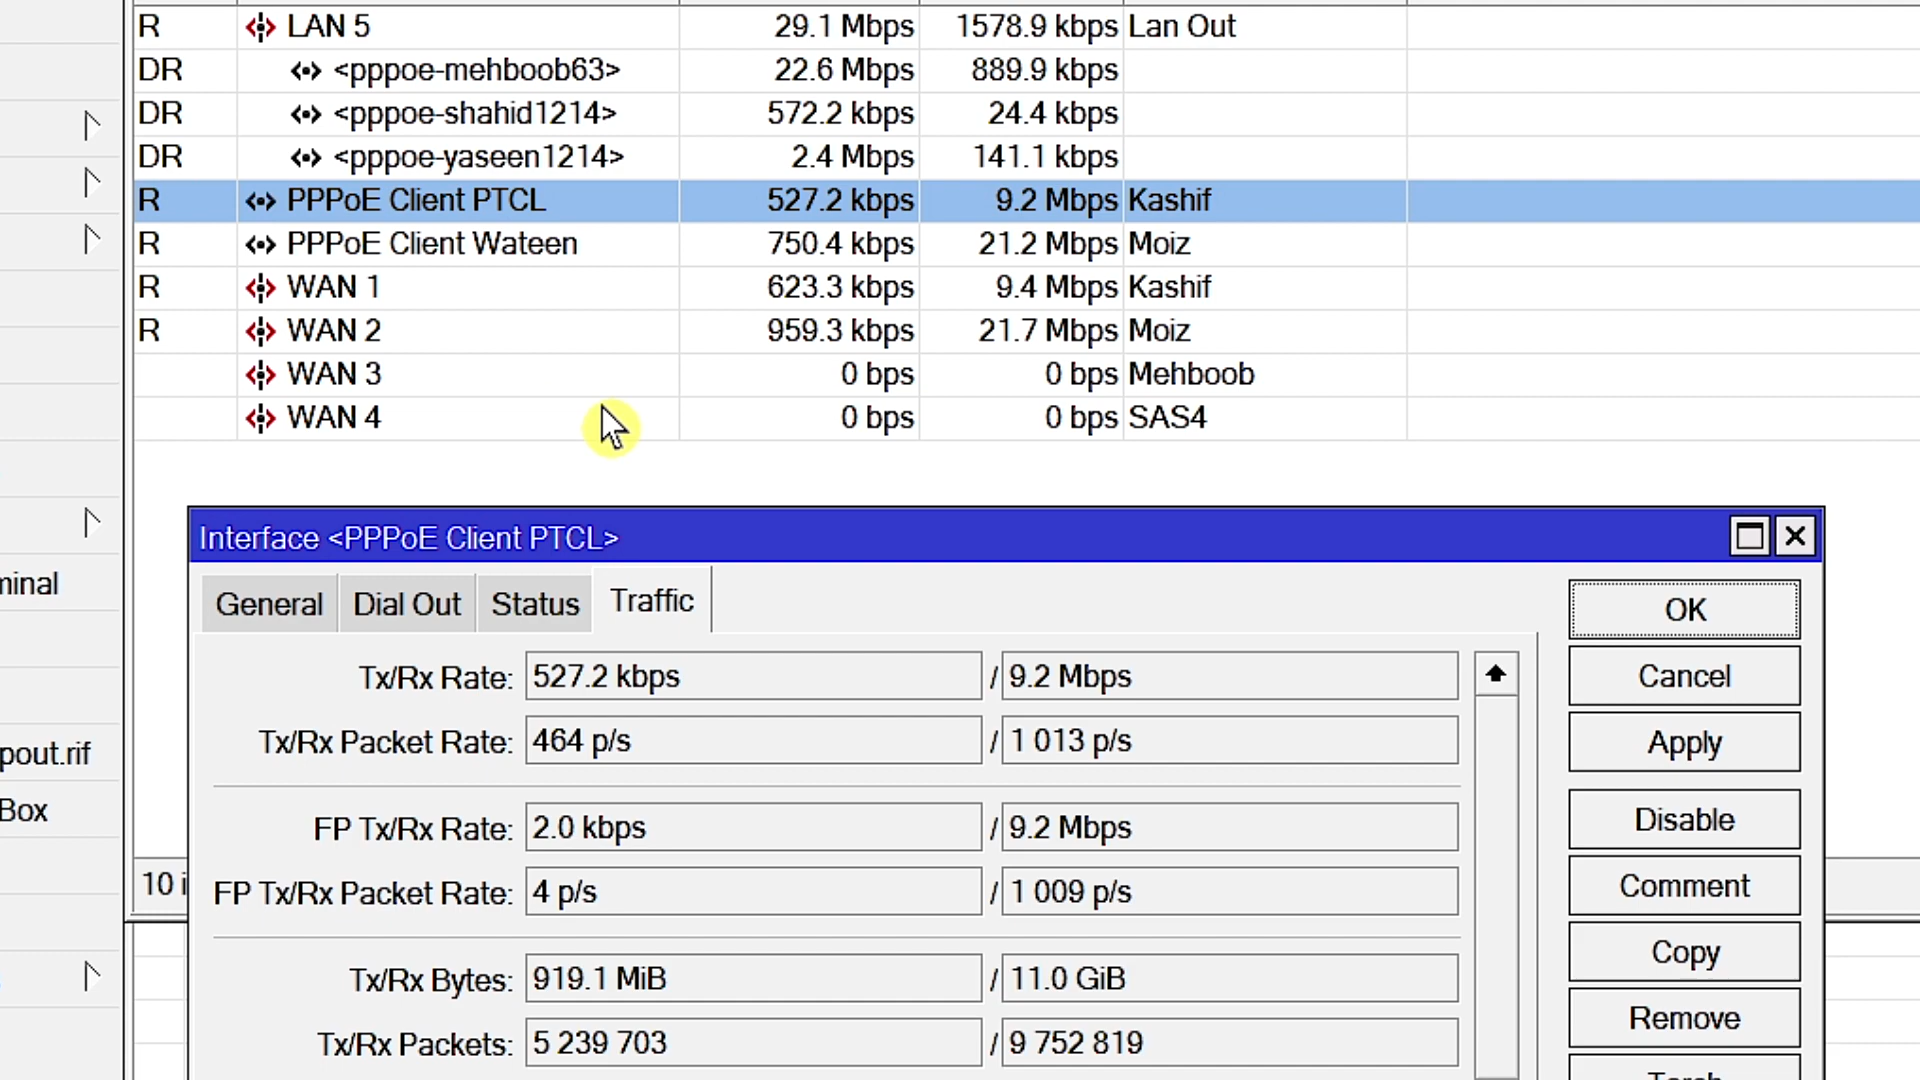 R LAN 5 29.1 Mbps 1578.9 kbps Lan Out
DR <pppoe-mehboob63> 22.6 Mbps 889.9 kbps
DR <pppoe-shahid1214> 572.2 kbps 24.4 kbps
DR <pppoe-yaseen1214> 2.4 Mbps 141.1 kbps
R PPPoE Client PTCL 527.2 kbps 9.2 Mbps Kashif
R PPPoE Client Wateen 750.4 kbps 21.2 Mbps Moiz
R WAN 1 623.3 kbps 9.4 Mbps Kashif
R WAN 2 959.3 kbps 21.7 Mbps Moiz
WAN 3 0 bps 0 bps Mehboob
WAN 4 0 bps 0 bps SAS4
Interface <PPPoE Client PTCL>
General Dial Out Status Traffic
OK
Tx/Rx Rate: 527.2 kbps / 9.2 Mbps
Cancel
Tx/Rx Packet Rate: 464 p/s / 1 013 p/s
Apply
FP Tx/Rx Rate: 2.0 kbps / 9.2 Mbps
Disable
FP Tx/Rx Packet Rate: 4 p/s / 1 009 p/s
Comment
Tx/Rx Bytes: 919.1 MiB / 11.0 GiB
Copy
Tx/Rx Packets: 5 239 703 / 9 752 819
Remove
minal
pout.rif
Box
10 i